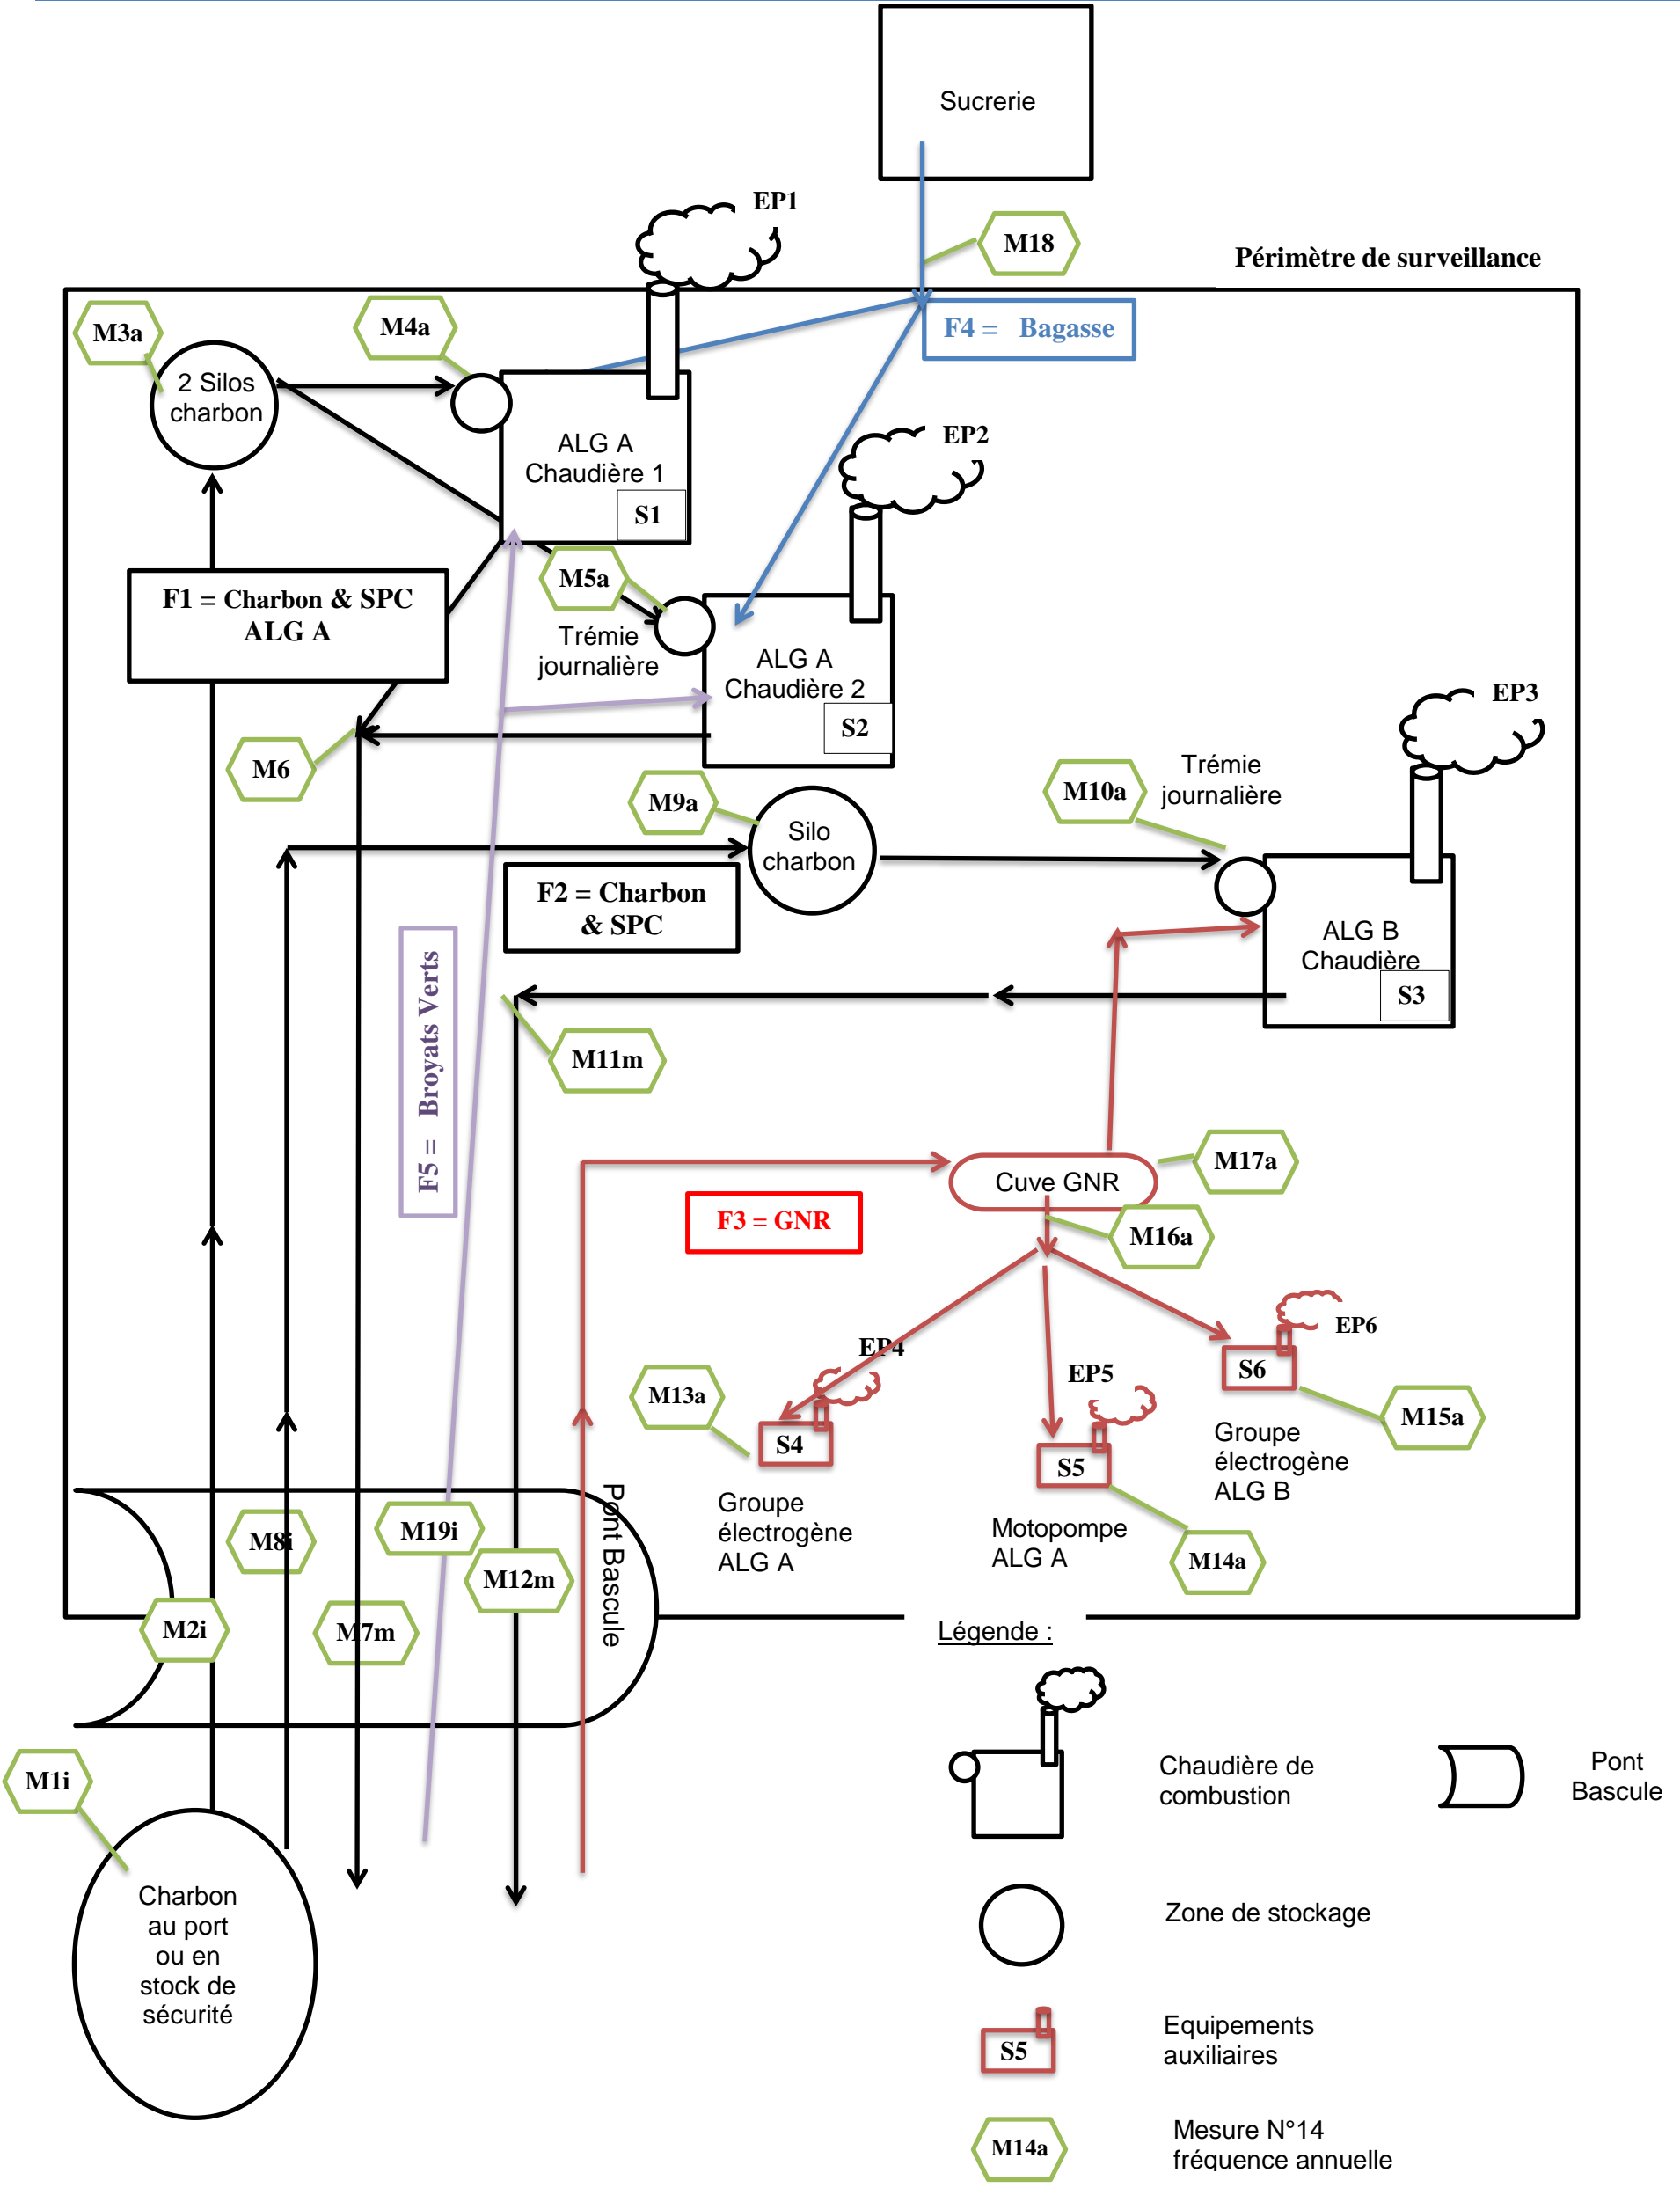 Sucrerie
EP1
M18
Périmètre de surveillance
M3a
M4a
F4 = Bagasse
2 Silos
charbon
ALG A
Chaudière 1
S1
EP2
M5a
F1 = Charbon & SPC
ALG A
Trémie
journalière
ALG A
Chaudière 2
S2
EP3
M6
M9a
M10a
Trémie
journalière
Silo
charbon
F2 = Charbon
& SPC
ALG B
Chaudière
S3
F5 = Broyats Verts
M11m
Cuve GNR
M17a
F3 = GNR
M16a
EP6
EP4
EP5
S6
M13a
M15a
S4
S5
Groupe
électrogène
ALG B
Groupe
électrogène
ALG A
Motopompe
ALG A
M14a
Pont Bascule
M8i
M19i
M12m
M2i
M7m
Légende :
M1i
Chaudière de
combustion
Pont
Bascule
Charbon
au port
ou en
stock de
sécurité
Zone de stockage
S5
Equipements
auxiliaires
M14a
Mesure N°14
fréquence annuelle